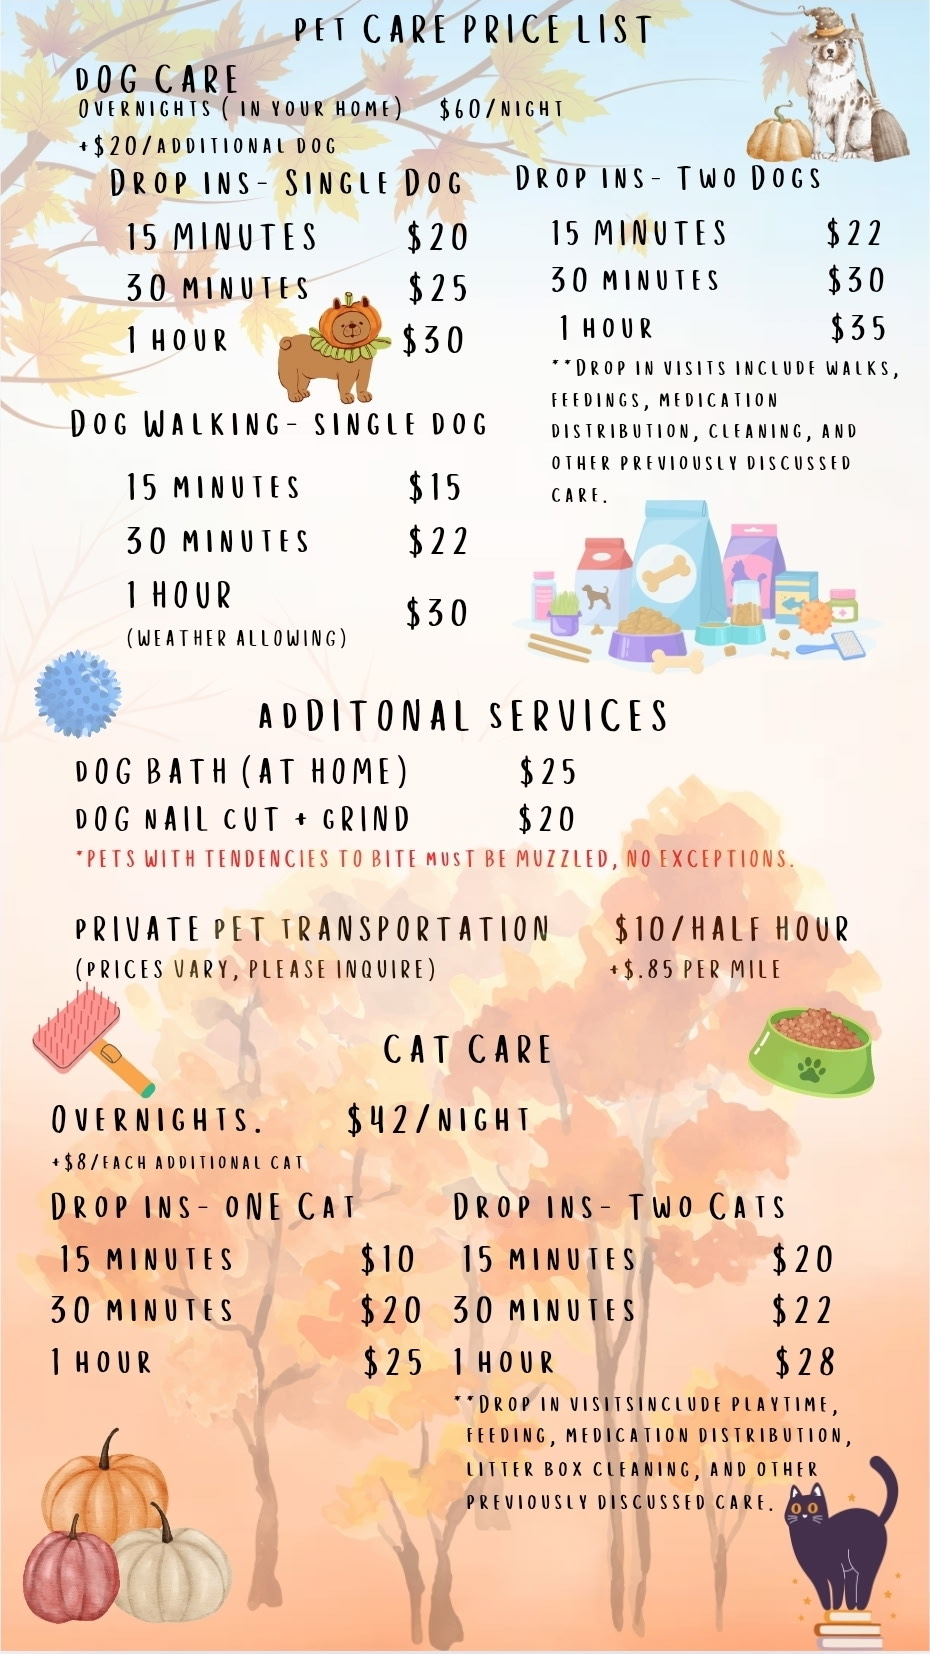 PET CARE PRICE LIST
DOG CARE
OVERNIGHTS ( IN YOUR HOME) $60/NIGHT
+$20/ADDITIONAL DOG
DROP INS- SINGLE DOG
15 MINUTES $20
30 MINUTES $25
1 HOUR $30
DROP INS- TWO DOGS
15 MINUTES $22
30 MINUTES $30
1 HOUR $35
**DROP IN VISITS INCLUDE WALKS,
FEEDINGS, MEDICATION
DISTRIBUTION, CLEANING, AND
OTHER PREVIOUSLY DISCUSSED
CARE.
DOG WALKING- SINGLE DOG
15 MINUTES $15
30 MINUTES $22
1 HOUR $30
(WEATHER ALLOWING)
ADDITONAL SERVICES
DOG BATH (AT HOME) $25
DOG NAIL CUT + GRIND $20
*PETS WITH TENDENCIES TO BITE MUST BE MUZZLED, NO EXCEPTIONS.
PRIVATE PET TRANSPORTATION $10/HALF HOUR
(PRICES VARY, PLEASE INQUIRE) +$.85 PER MILE
CAT CARE
OVERNIGHTS. $42/NIGHT
+$8/EACH ADDITIONAL CAT
DROP INS- ONE CAT
15 MINUTES $10
30 MINUTES $20
1 HOUR $25
DROP INS- TWO CATS
15 MINUTES $20
30 MINUTES $22
1 HOUR $28
**DROP IN VISITSINCLUDE PLAYTIME,
FEEDING, MEDICATION DISTRIBUTION,
LITTER BOX CLEANING, AND OTHER
PREVIOUSLY DISCUSSED CARE.